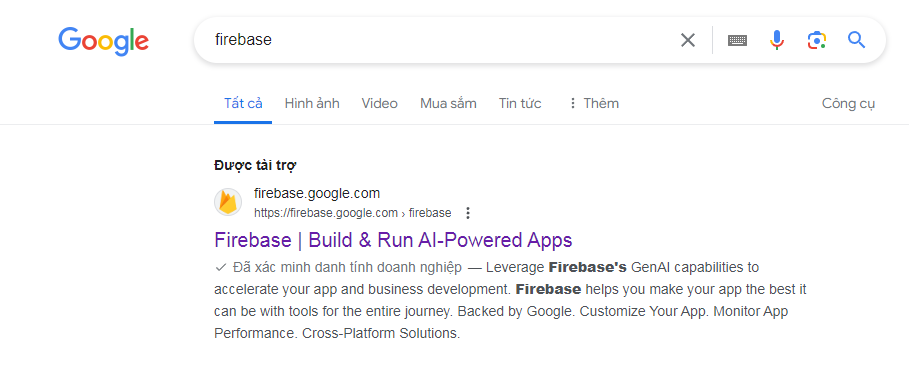 Google
firebase
Tất cả Hình ảnh Video Mua sắm Tin tức Thêm Công cụ
Được tài trợ
firebase.google.com
https://firebase.google.com › firebase
Firebase | Build & Run AI-Powered Apps
Đã xác minh danh tính doanh nghiệp — Leverage Firebase's GenAI capabilities to
accelerate your app and business development. Firebase helps you make your app the best it
can be with tools for the entire journey. Backed by Google. Customize Your App. Monitor App
Performance. Cross-Platform Solutions.